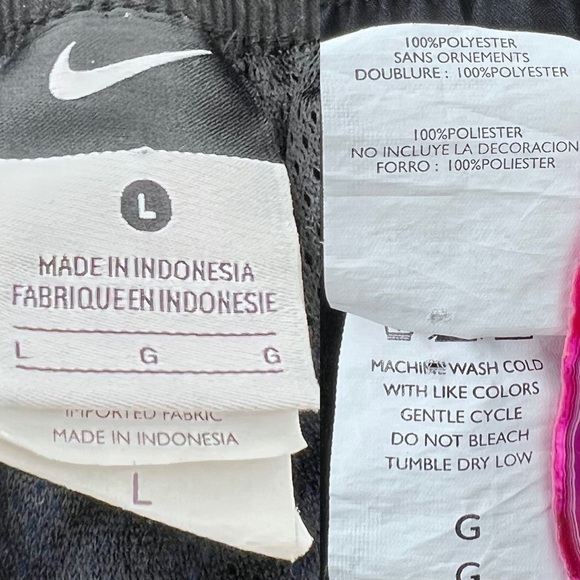 L
MADE IN INDONESIA
FABRIQUE EN INDONESIE
L G G
IMPORTED FABRIC
MADE IN INDONESIA
L
100%POLYESTER
SANS ORNEMENTS
DOUBLURE : 100%POLYESTER
100%POLIESTER
NO INCLUYE LA DECORACION
FORRO : 100%POLIESTER
MACHINE WASH COLD
WITH LIKE COLORS
GENTLE CYCLE
DO NOT BLEACH
TUMBLE DRY LOW
G
G